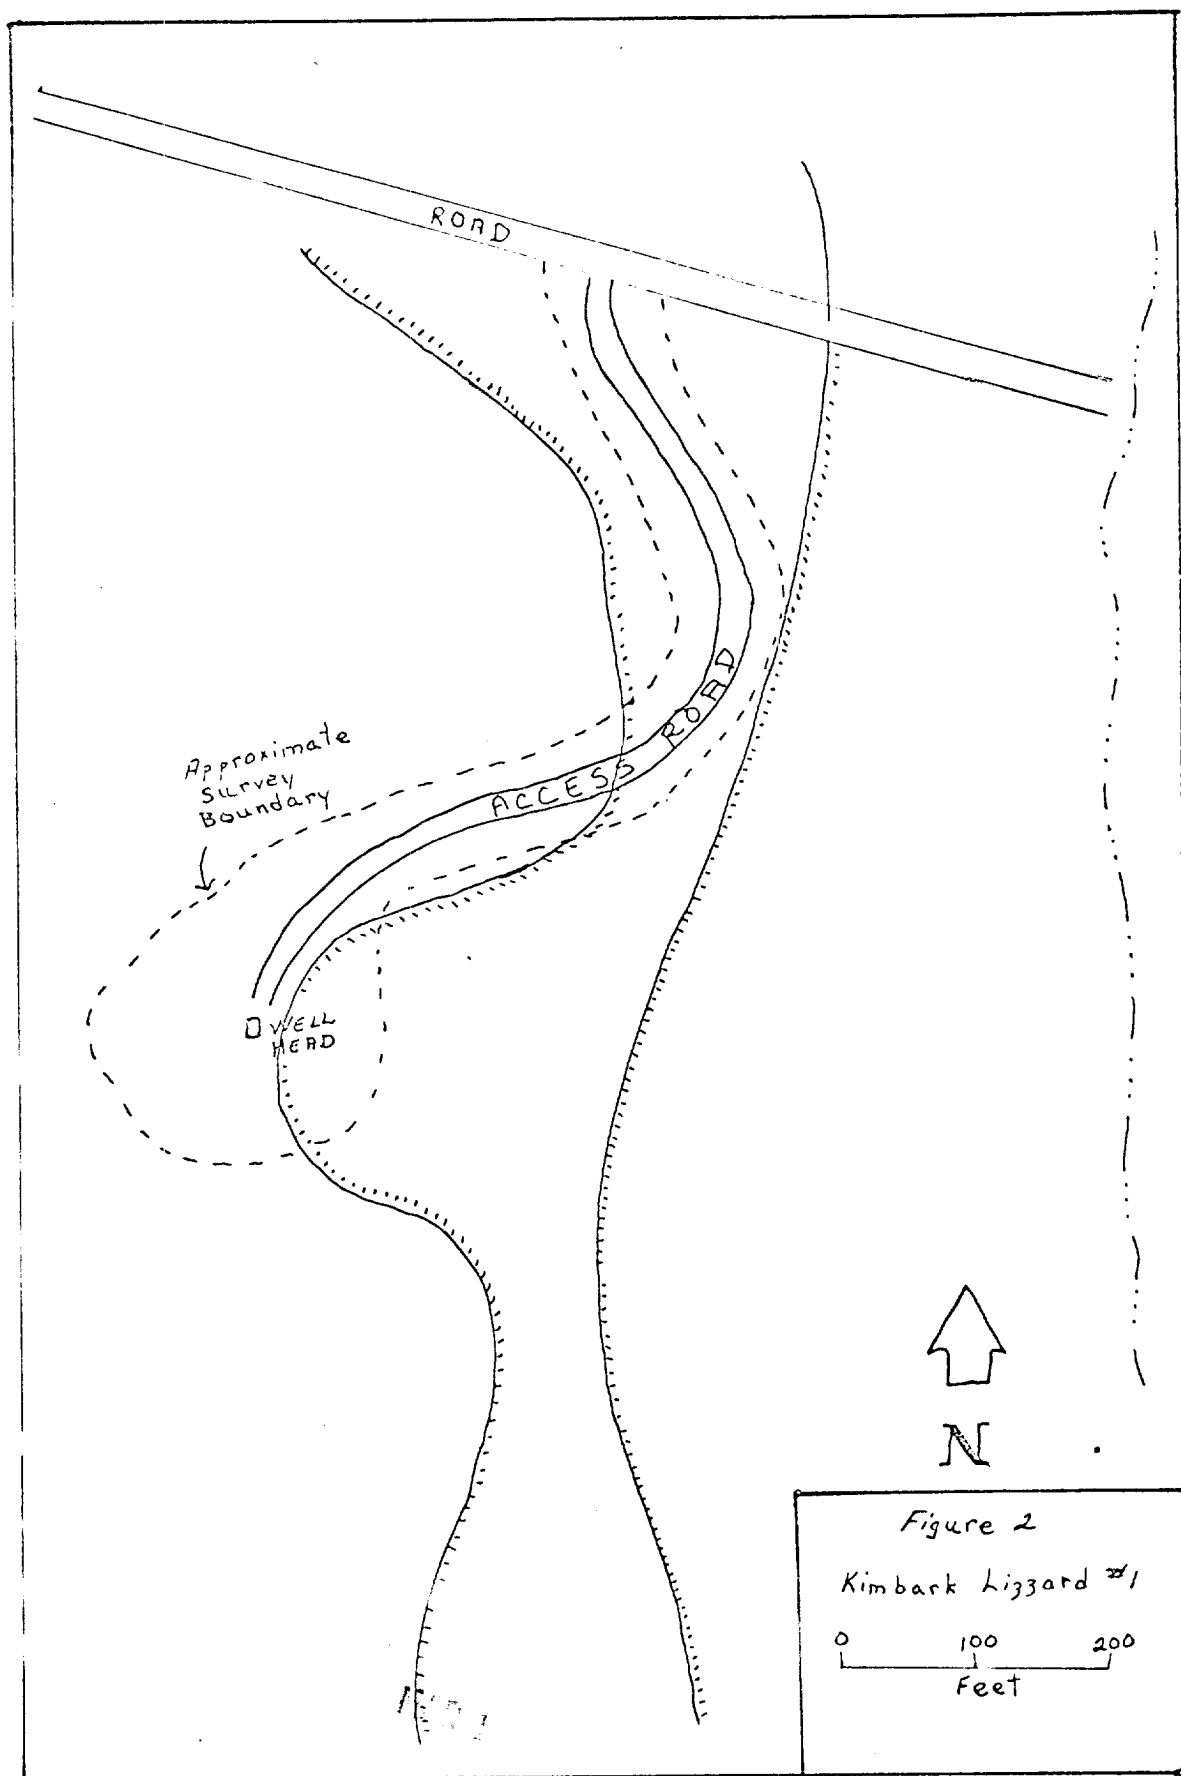 ROAD
Approximate
Survey
Boundary
ACCESS ROAD
WELL
HEAD
N
Figure 2
Kimbark Lizzard #1
0 100 200
Feet